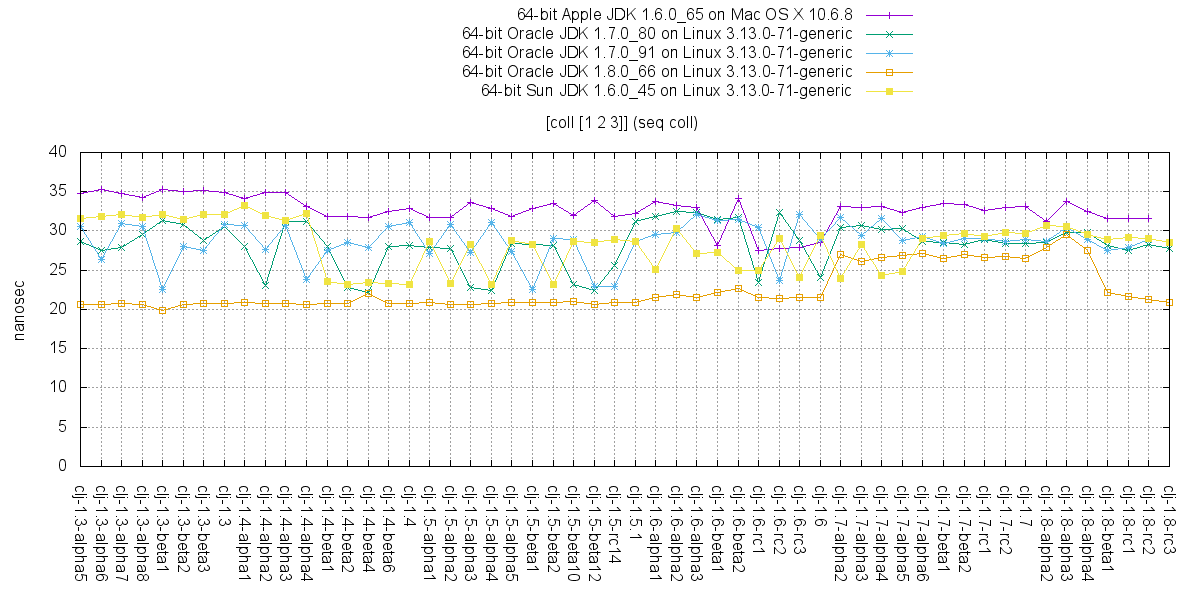 64-bit Apple JDK 1.6.0_65 on Mac OS X 10.6.8
64-bit Oracle JDK 1.7.0_80 on Linux 3.13.0-71-generic
64-bit Oracle JDK 1.7.0_91 on Linux 3.13.0-71-generic
64-bit Oracle JDK 1.8.0_66 on Linux 3.13.0-71-generic
64-bit Sun JDK 1.6.0_45 on Linux 3.13.0-71-generic
[coll [1 2 3]] (seq coll)
nanosec
40
35
30
25
20
15
10
5
0
clj-1.3-alpha5
clj-1.3-alpha6
clj-1.3-alpha7
clj-1.3-alpha8
clj-1.3-beta1
clj-1.3-beta2
clj-1.3-beta3
clj-1.3
clj-1.4-alpha1
clj-1.4-alpha2
clj-1.4-alpha3
clj-1.4-alpha4
clj-1.4-beta1
clj-1.4-beta2
clj-1.4-beta4
clj-1.4-beta6
clj-1.4
clj-1.5-alpha1
clj-1.5-alpha2
clj-1.5-alpha3
clj-1.5-alpha4
clj-1.5-alpha5
clj-1.5-beta1
clj-1.5-beta2
clj-1.5-beta10
clj-1.5-beta12
clj-1.5-rc14
clj-1.5.1
clj-1.6-alpha1
clj-1.6-alpha2
clj-1.6-alpha3
clj-1.6-beta1
clj-1.6-beta2
clj-1.6-rc1
clj-1.6-rc2
clj-1.6-rc3
clj-1.6
clj-1.7-alpha2
clj-1.7-alpha3
clj-1.7-alpha4
clj-1.7-alpha5
clj-1.7-alpha6
clj-1.7-beta1
clj-1.7-beta2
clj-1.7-rc1
clj-1.7-rc2
clj-1.7
clj-1.8-alpha2
clj-1.8-alpha3
clj-1.8-alpha4
clj-1.8-beta1
clj-1.8-rc1
clj-1.8-rc2
clj-1.8-rc3